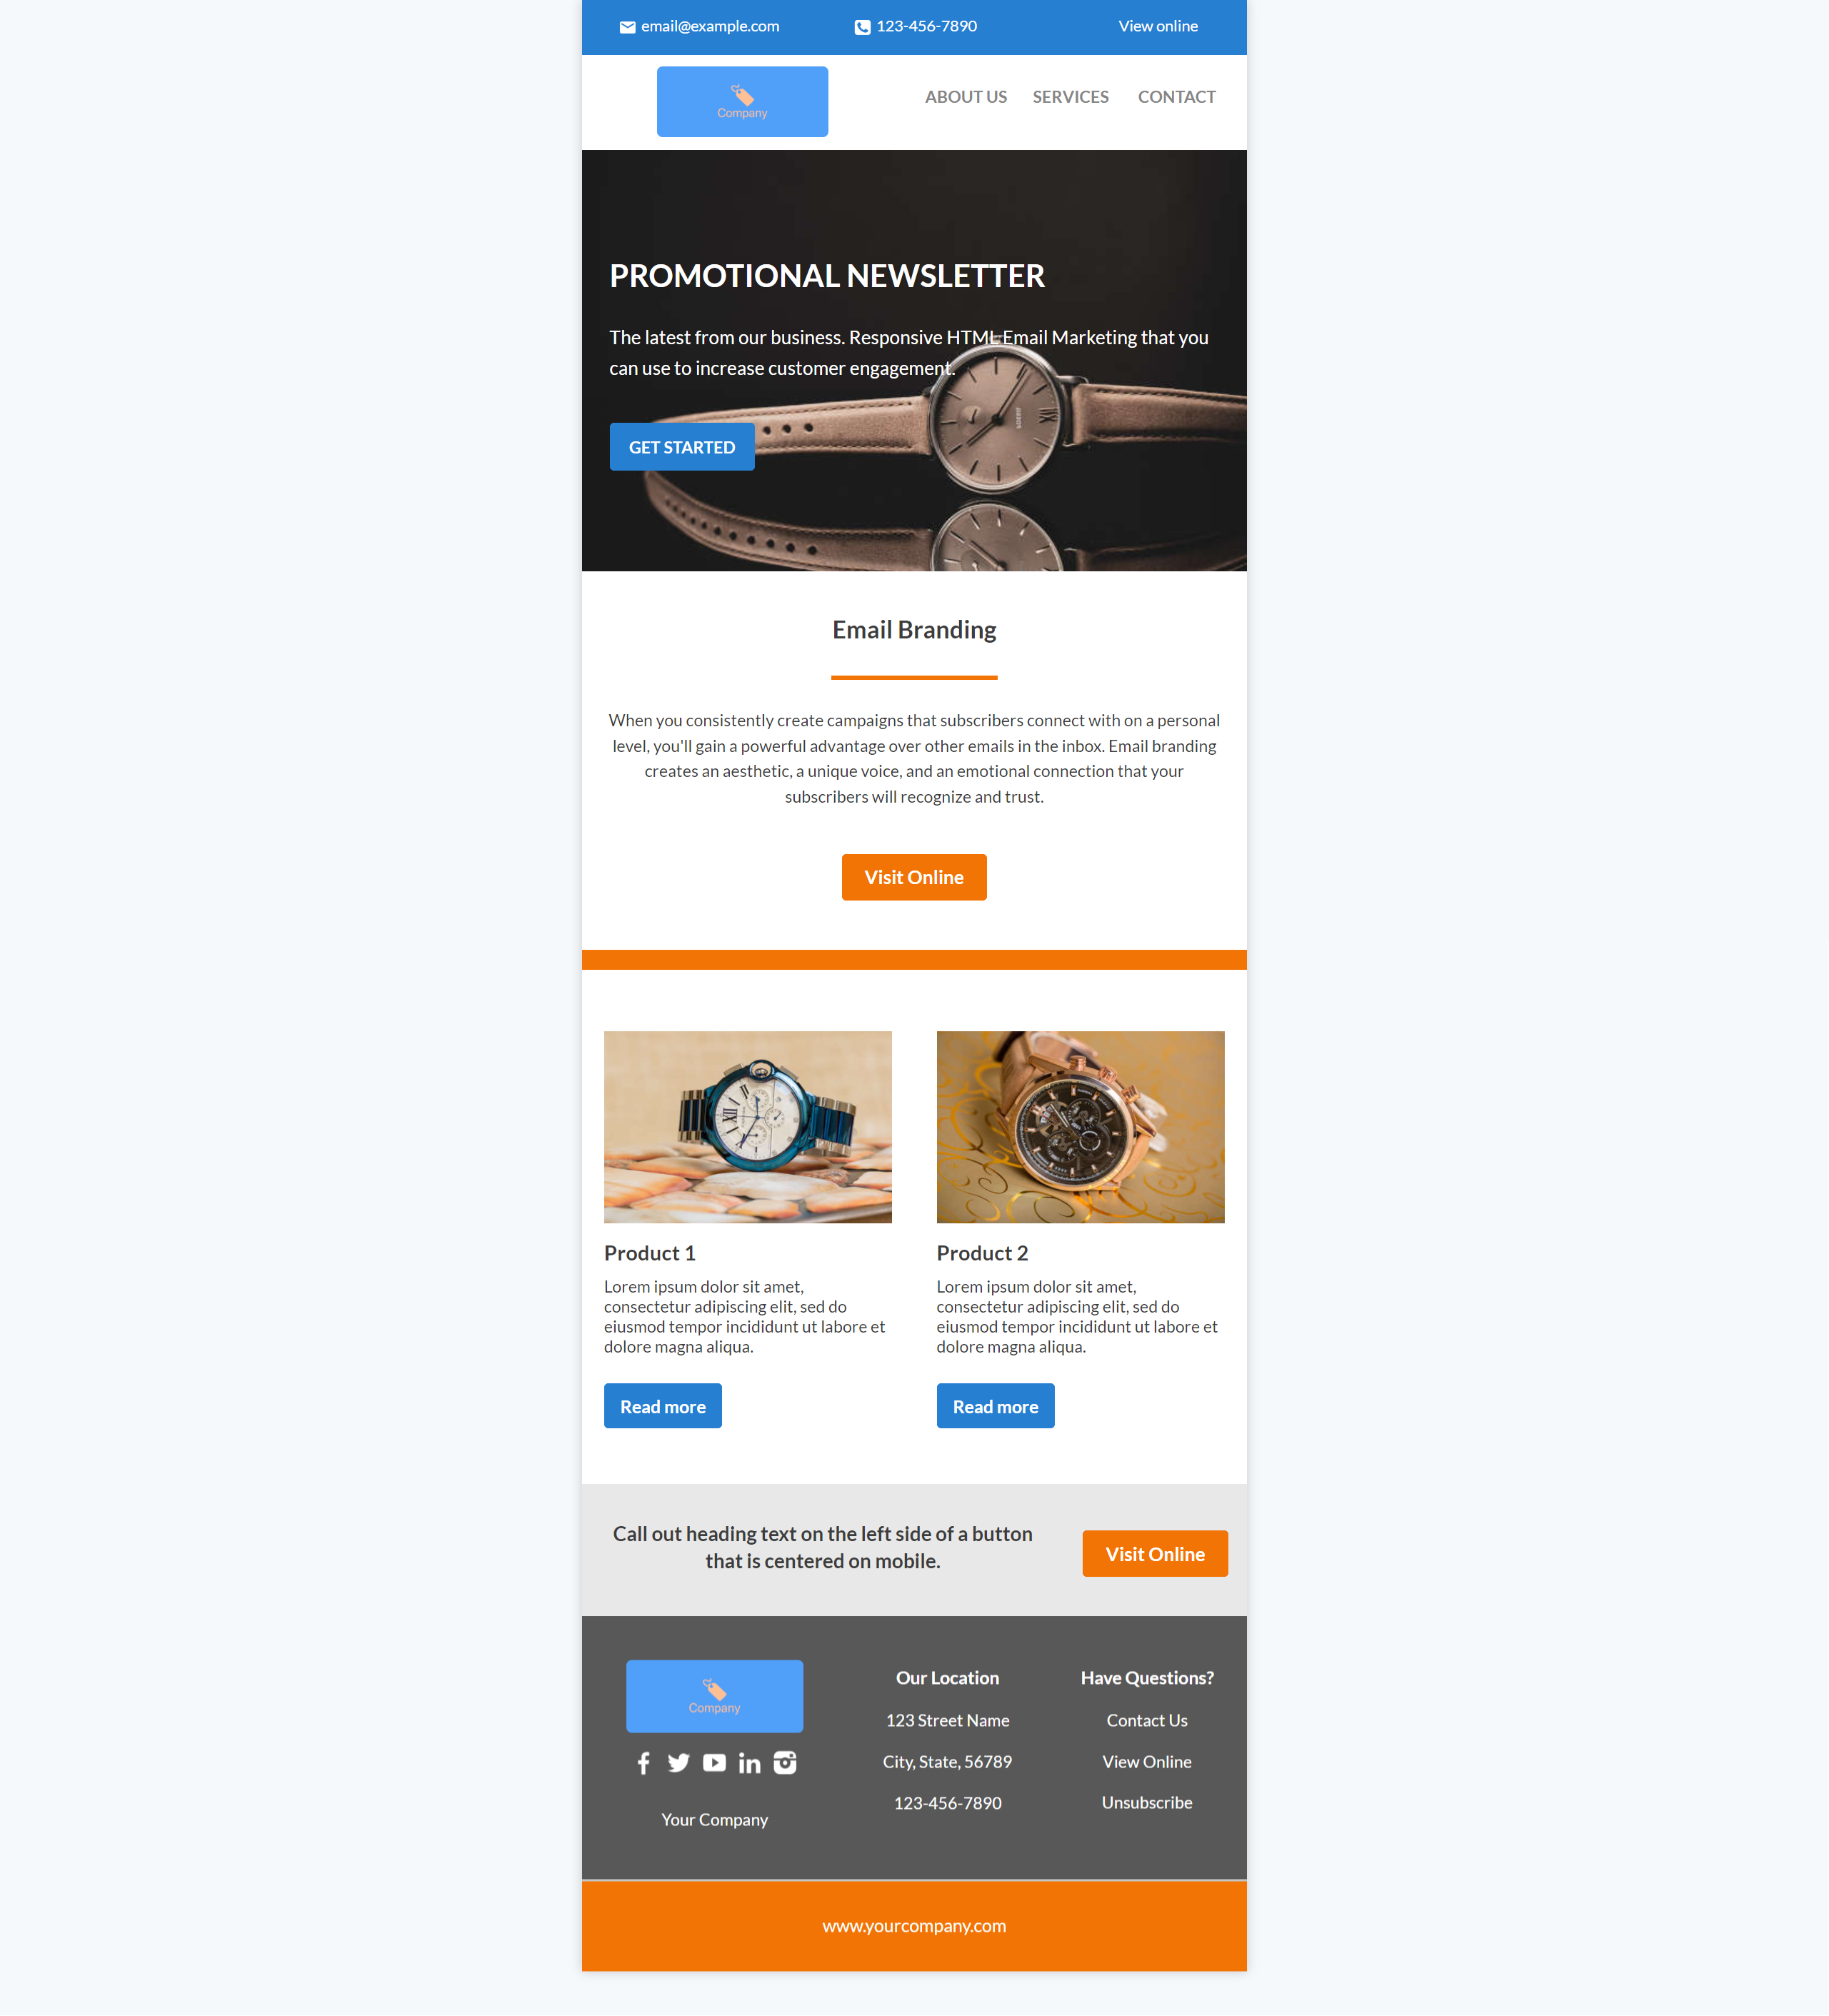 email@example.com
123-456-7890
View online
Company
ABOUT US
SERVICES
CONTACT
PROMOTIONAL NEWSLETTER
The latest from our business. Responsive HTML Email Marketing that you
can use to increase customer engagement.
GET STARTED
Email Branding
When you consistently create campaigns that subscribers connect with on a personal
level, you'll gain a powerful advantage over other emails in the inbox. Email branding
creates an aesthetic, a unique voice, and an emotional connection that your
subscribers will recognize and trust.
Visit Online
Product 1
Lorem ipsum dolor sit amet,
consectetur adipiscing elit, sed do
eiusmod tempor incididunt ut labore et
dolore magna aliqua.
Read more
Product 2
Lorem ipsum dolor sit amet,
consectetur adipiscing elit, sed do
eiusmod tempor incididunt ut labore et
dolore magna aliqua.
Read more
Call out heading text on the left side of a button
that is centered on mobile.
Visit Online
Company
Your Company
Our Location
123 Street Name
City, State, 56789
123-456-7890
Have Questions?
Contact Us
View Online
Unsubscribe
www.yourcompany.com